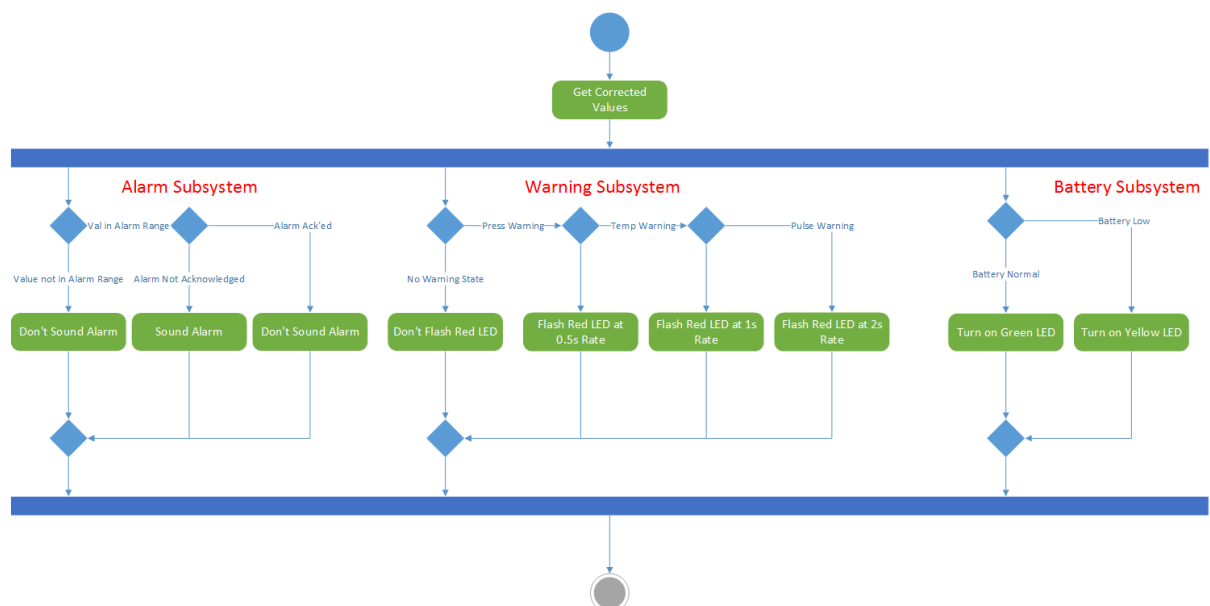 Get Corrected
Values
Alarm Subsystem
Warning Subsystem
Battery Subsystem
Val in Alarm Range
Alarm Ack'ed
Press Warning
Temp Warning
Pulse Warning
Battery Low
Value not in Alarm Range
Alarm Not Acknowledged
No Warning State
Battery Normal
Don't Sound Alarm
Sound Alarm
Don't Sound Alarm
Don't Flash Red LED
Flash Red LED at
0.5s Rate
Flash Red LED at 1s
Rate
Flash Red LED at 2s
Rate
Turn on Green LED
Turn on Yellow LED